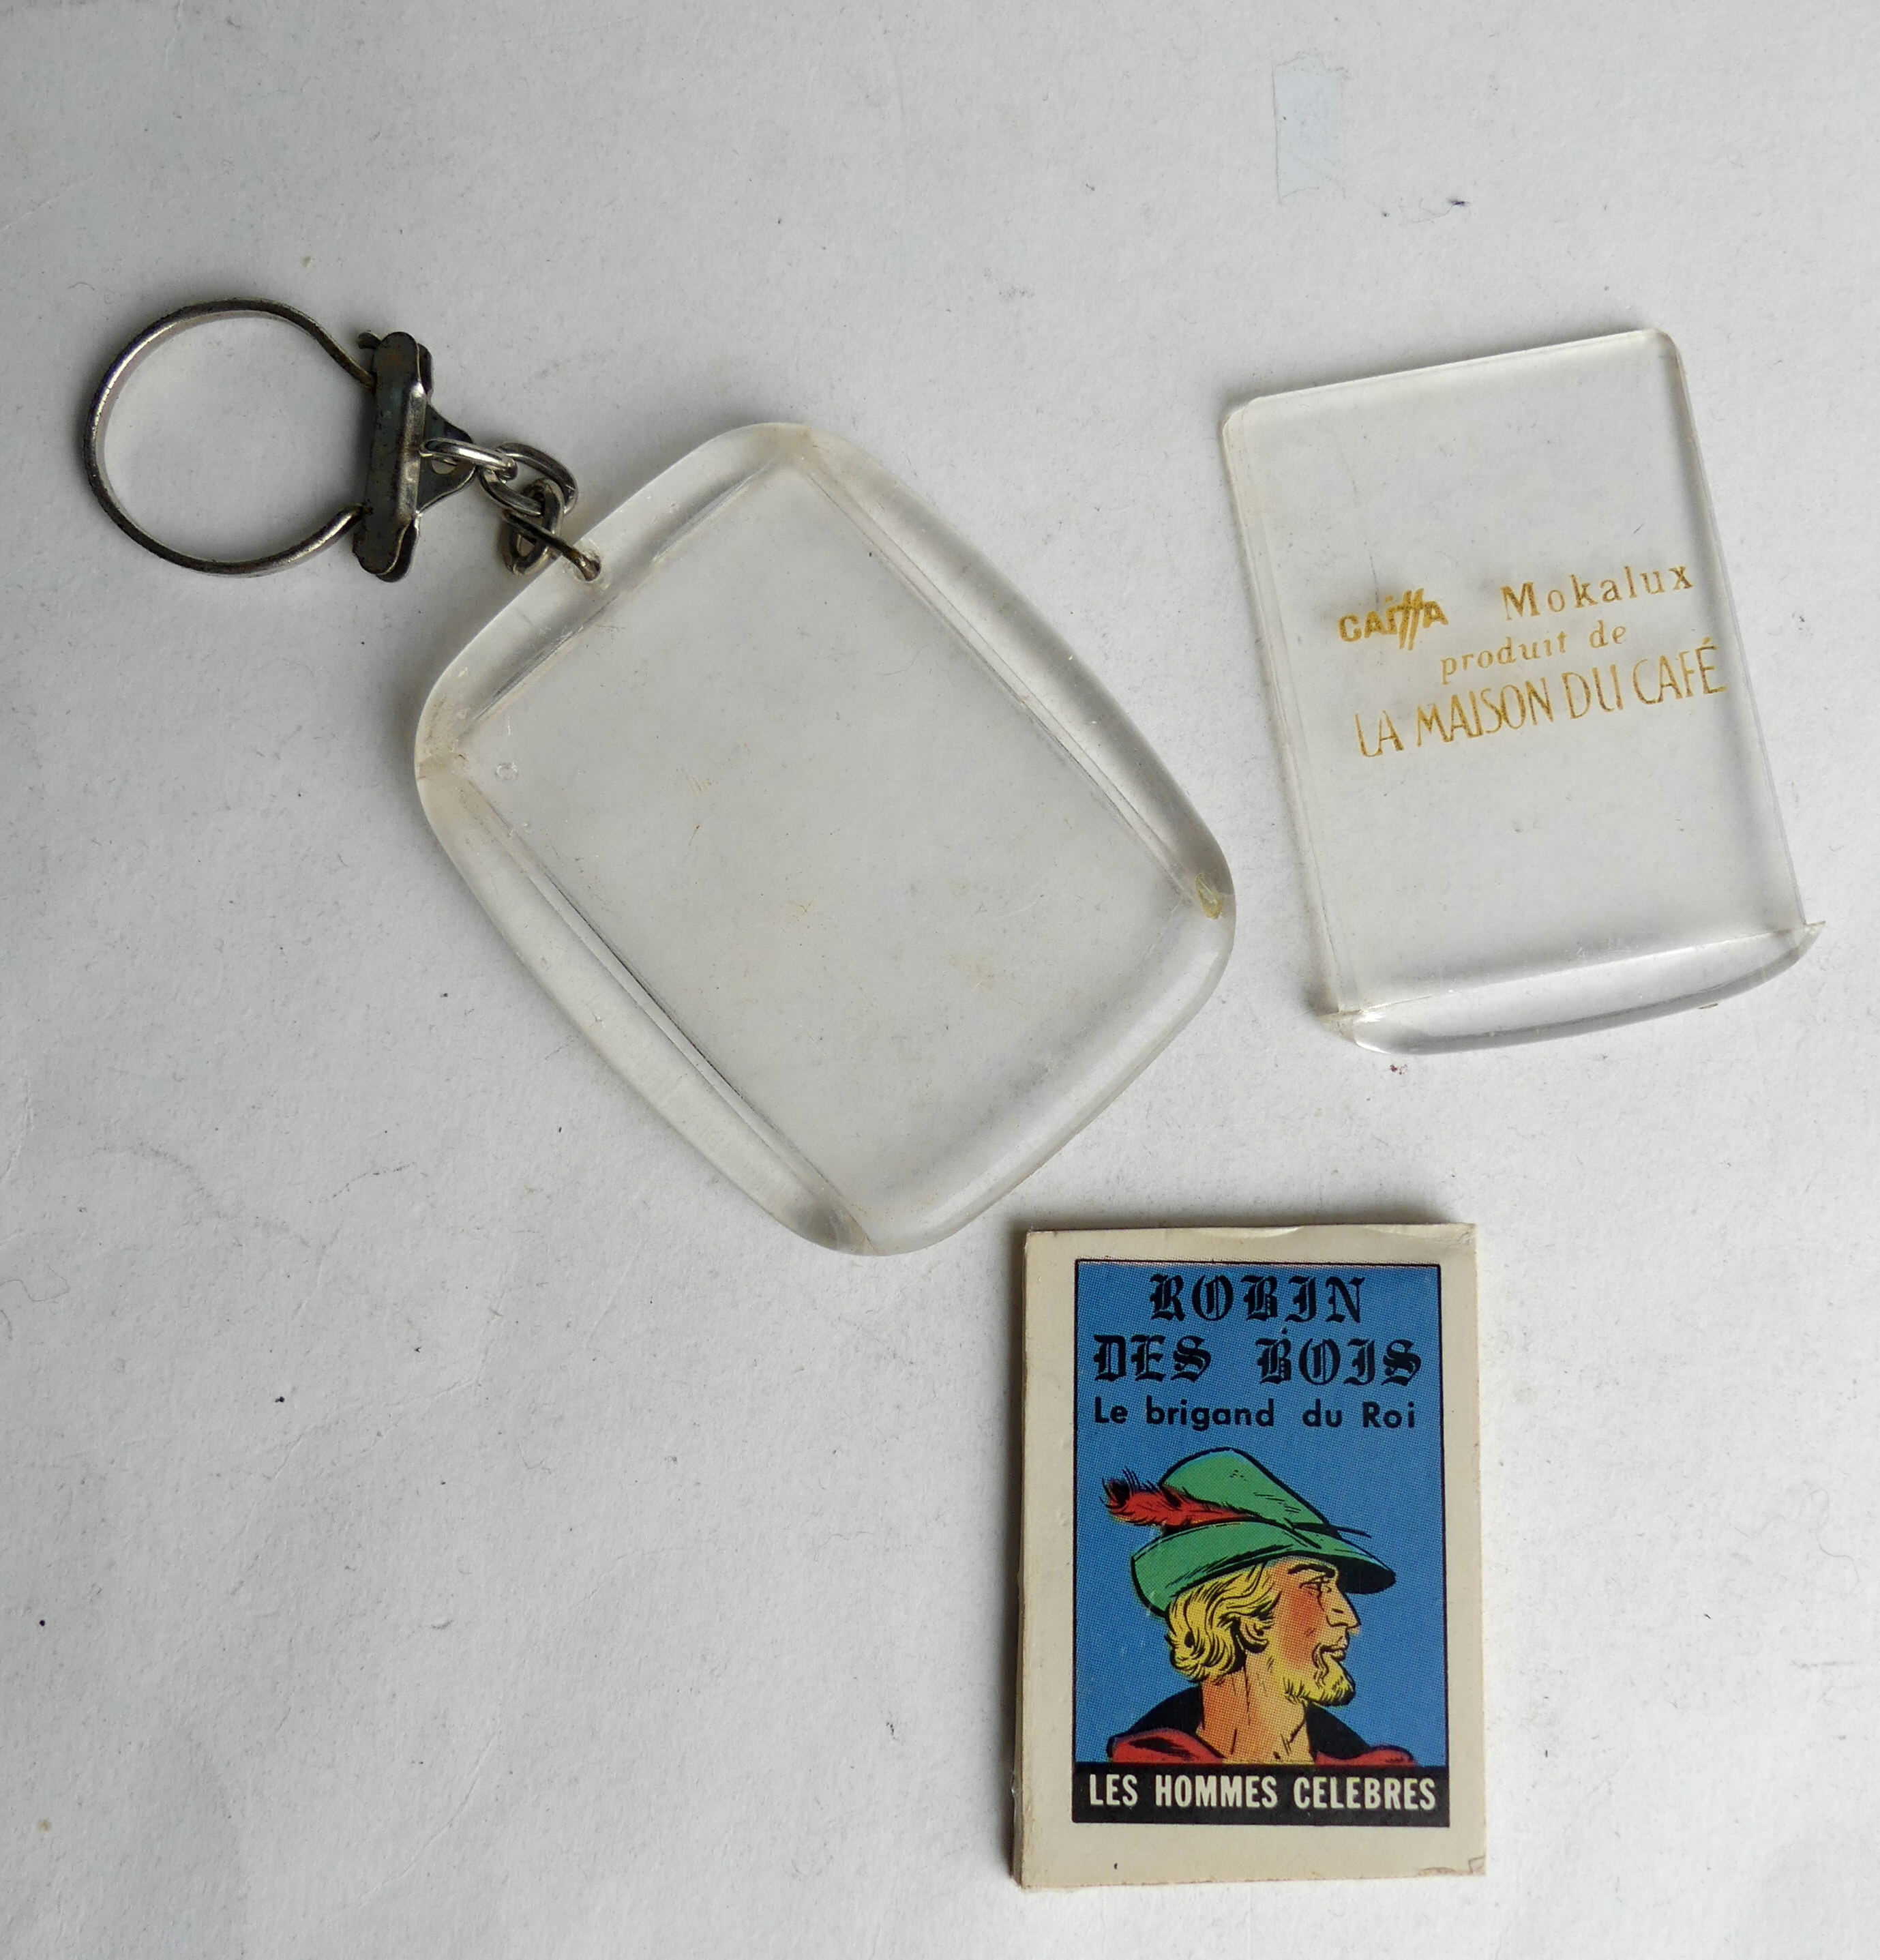 CAIffA Mokalux
produit de
LA MAISON DU CAFÉ
ROBIN
DES BOIS
Le brigand du Roi
LES HOMMES CELEBRES